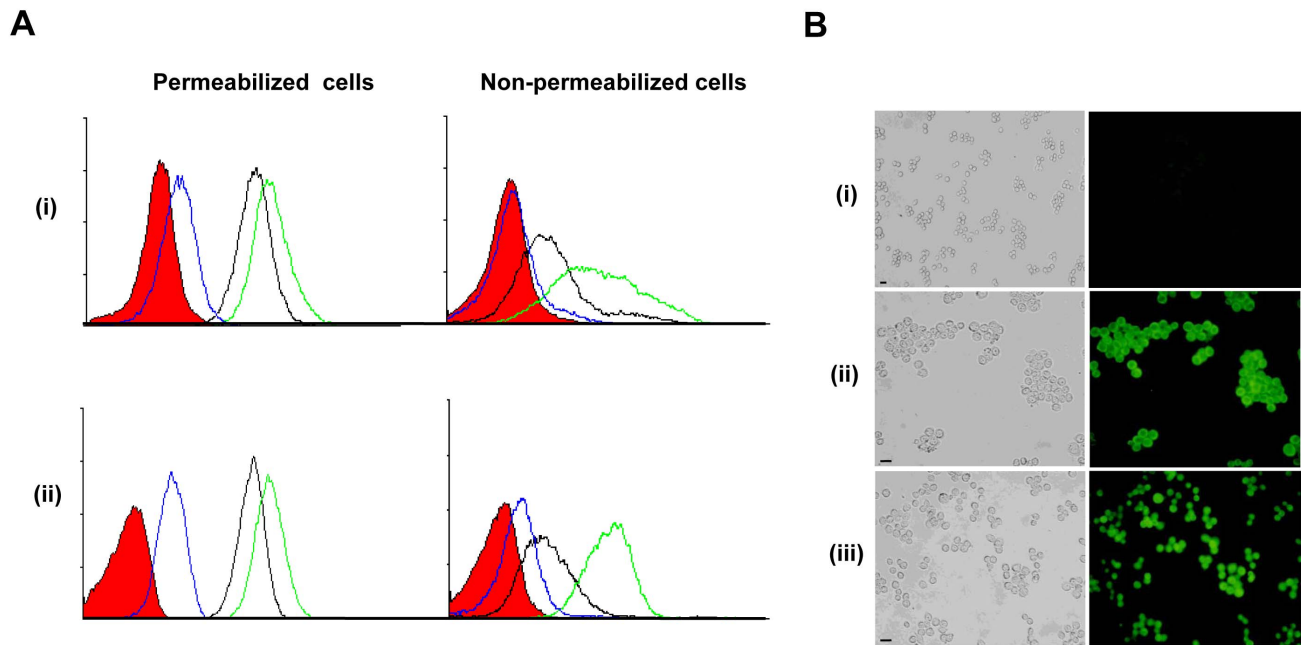 A
B
Permeabilized cells
Non-permeabilized cells
(i)
(ii)
(i)
(ii)
(iii)